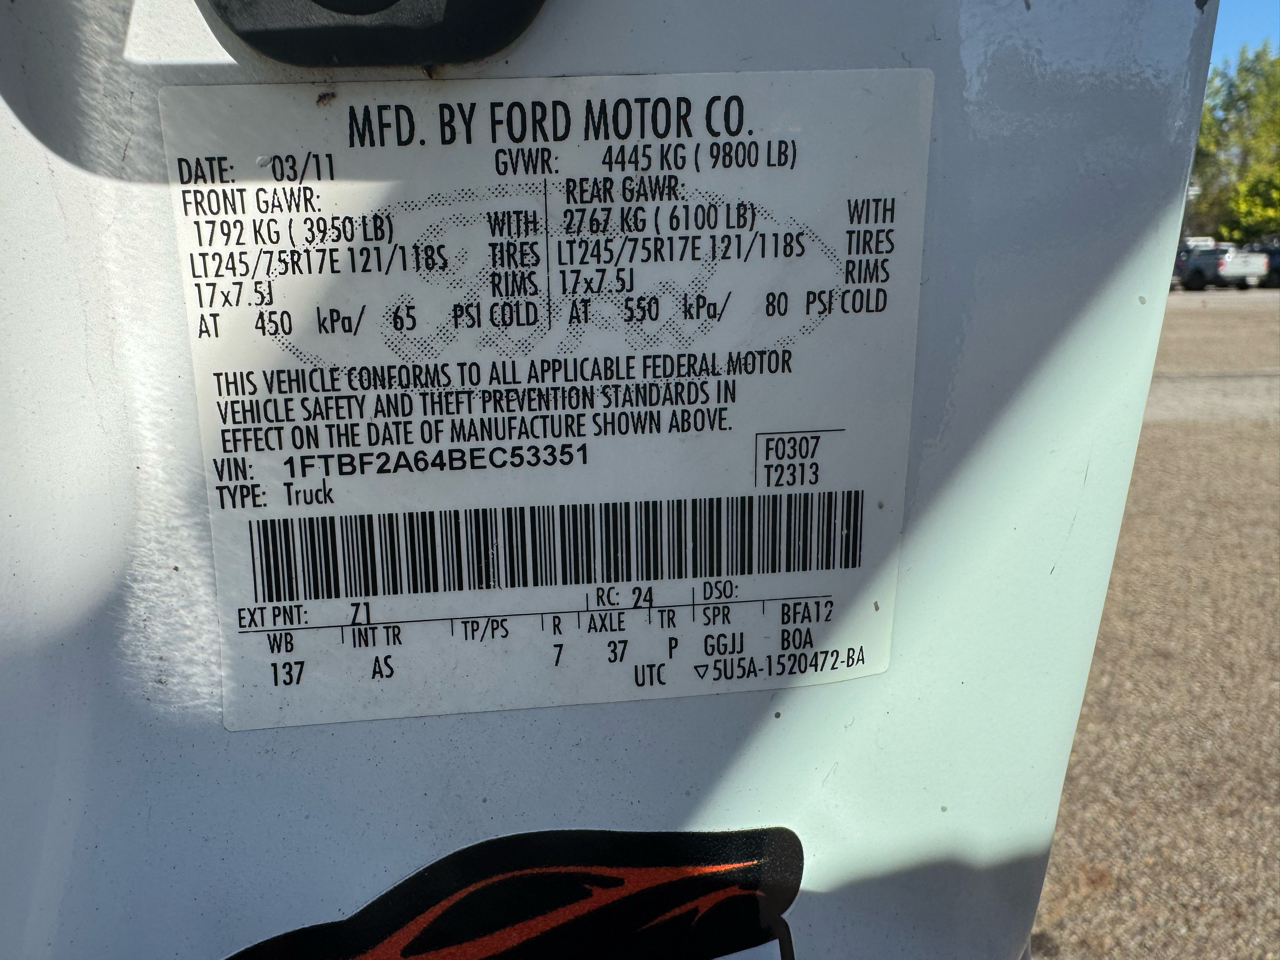 MFD. BY FORD MOTOR CO.
DATE: 03/11 GVWR: 4445 KG ( 9800 LB)
FRONT GAWR: REAR GAWR:
1792 KG ( 3950 LB) WITH 2767 KG ( 6100 LB) WITH
LT245/75R17E 121/118S TIRES LT245/75R17E 121/118S TIRES
17x7.5J RIMS 17x7.5J RIMS
AT 450 kPa/ 65 PSI COLD AT 550 kPa/ 80 PSI COLD
THIS VEHICLE CONFORMS TO ALL APPLICABLE FEDERAL MOTOR
VEHICLE SAFETY AND THEFT PREVENTION STANDARDS IN
EFFECT ON THE DATE OF MANUFACTURE SHOWN ABOVE.
VIN: 1FTBF2A64BEC53351 F0307
TYPE: Truck T2313
EXT PNT: Z1 RC: 24 DSO:
WB INT TR TP/PS R AXLE TR SPR BFA12
137 AS 7 37 P GGJJ BOA
UTC ▽5U5A-1520472-BA